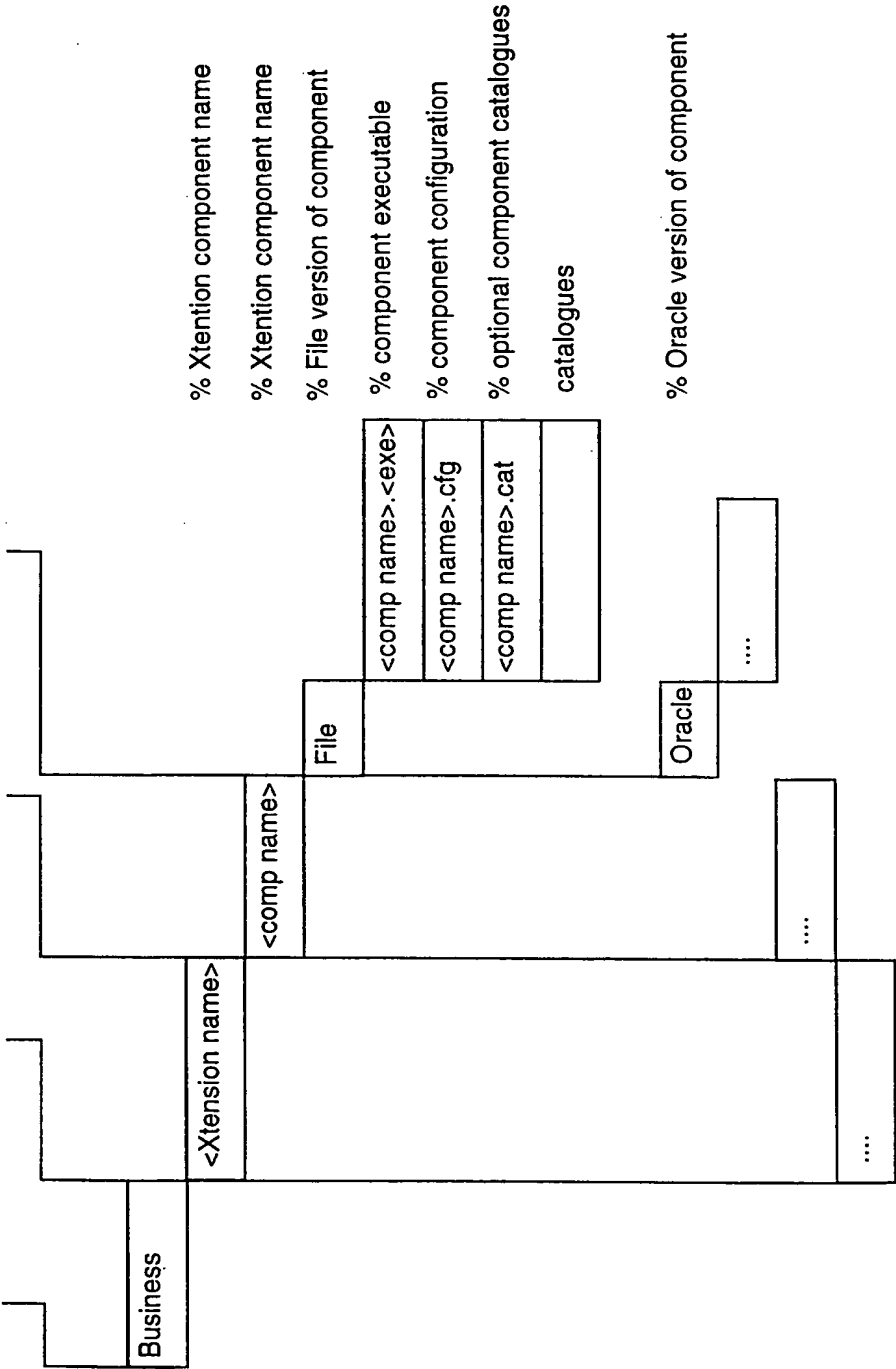 Business
<Xtension name> % Xtention component name
<comp name> % Xtention component name
File % File version of component
<comp name>.<exe> % component executable
<comp name>.cfg % component configuration
<comp name>.cat % optional component catalogues
catalogues
Oracle % Oracle version of component
....
....
....